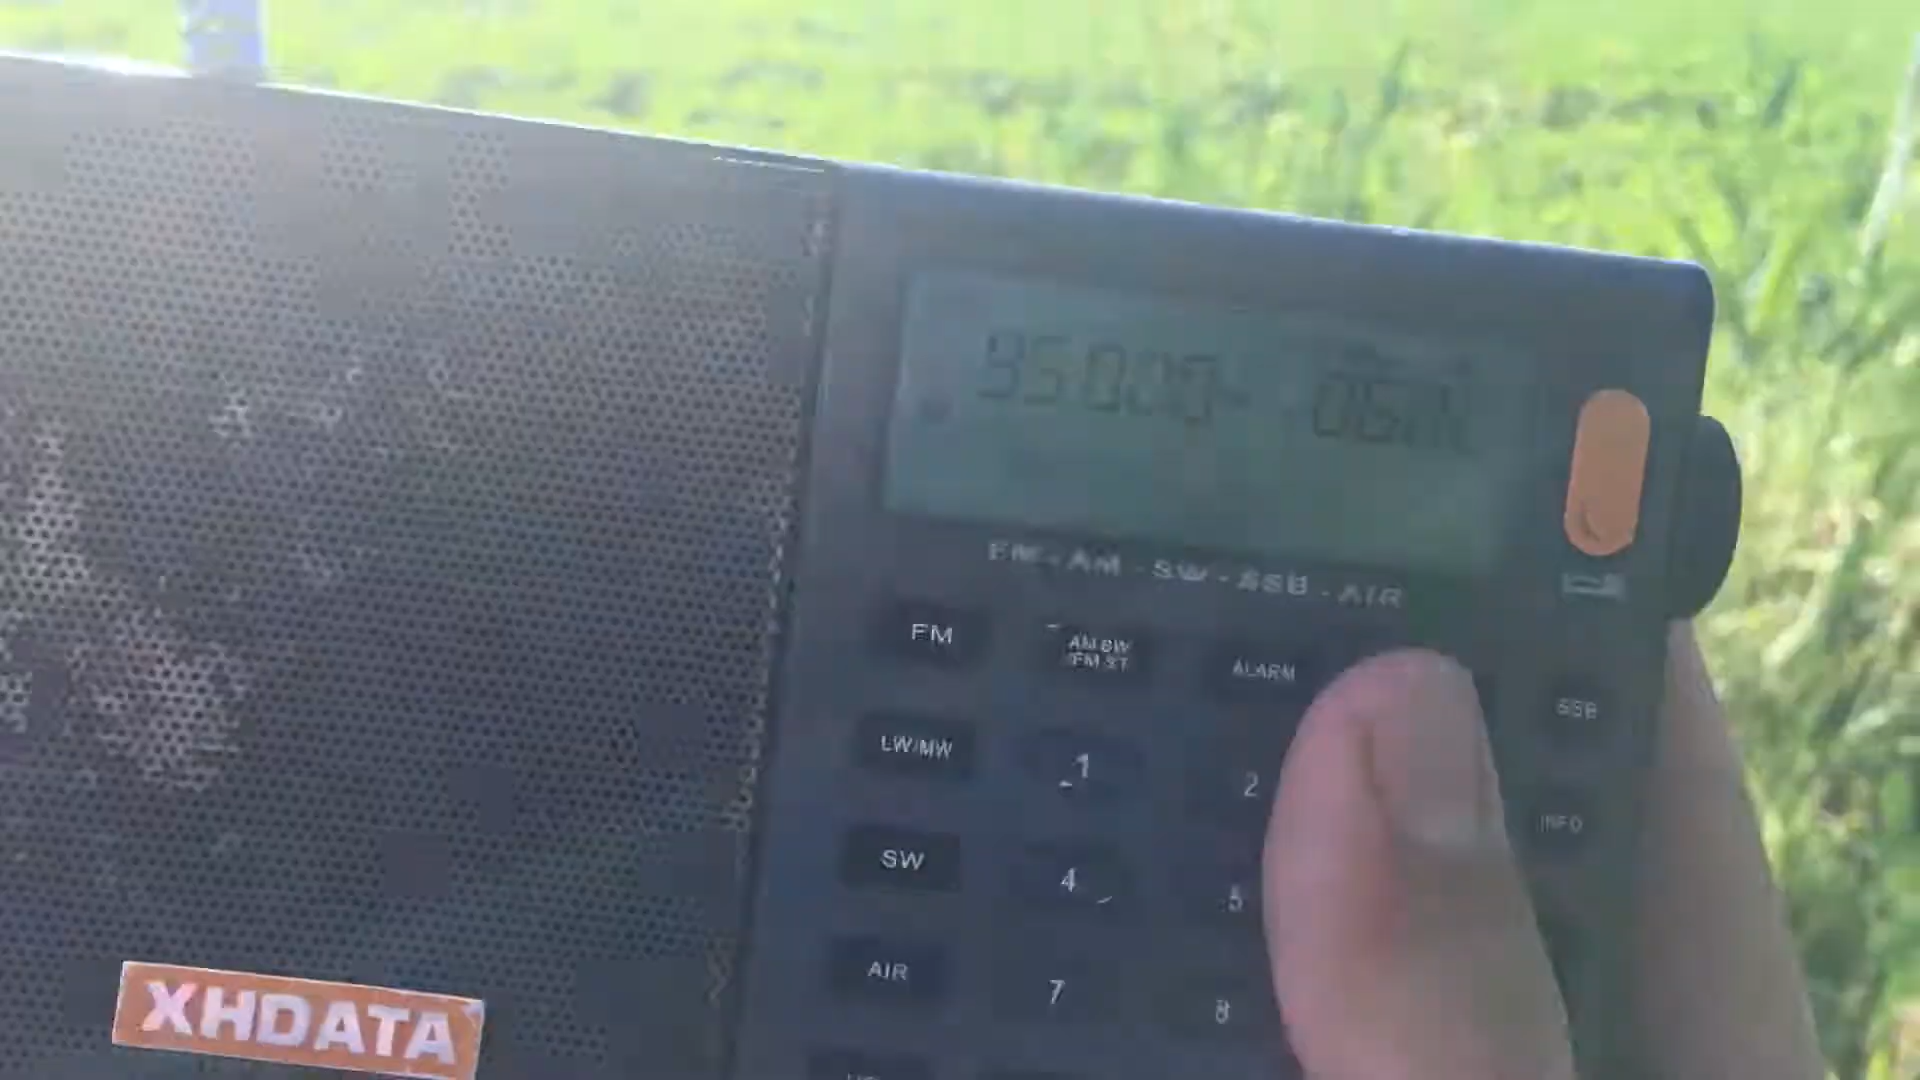 FM - AM - SW - SSB - AIR
FM
AM BW
/FM ST
ALARM
SSB
LW/MW
1
2
INFO
SW
4
5
AIR
7
8
XHDATA